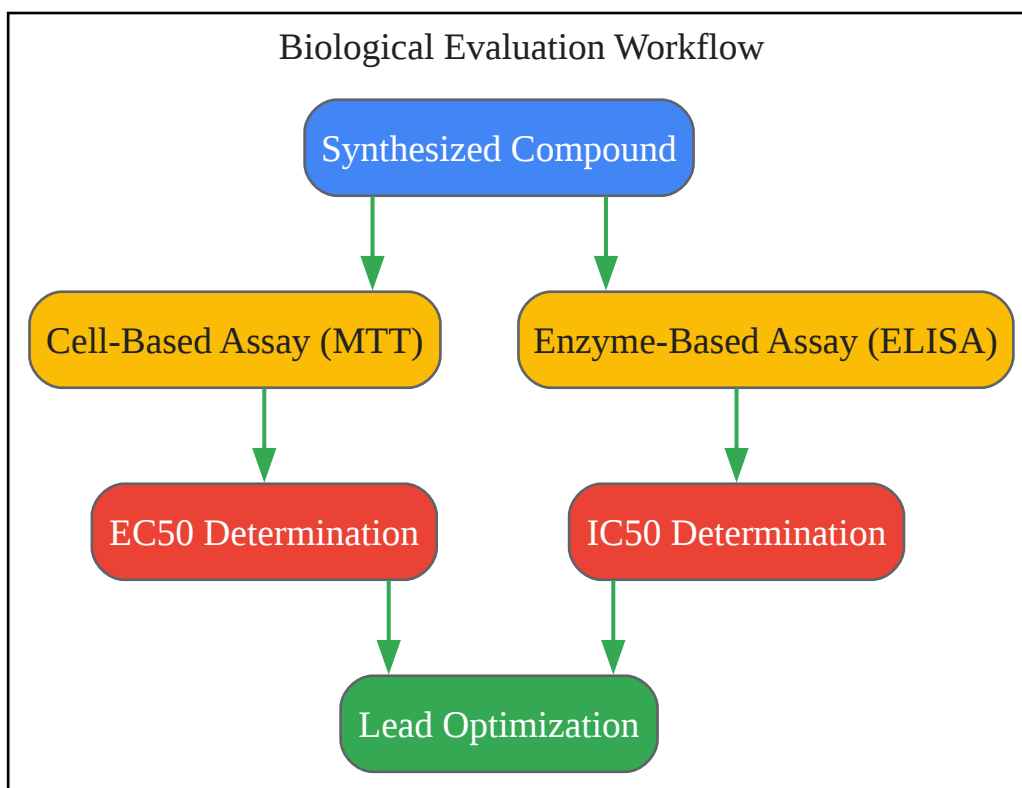 Biological Evaluation Workflow
Synthesized Compound
Cell-Based Assay (MTT)
Enzyme-Based Assay (ELISA)
EC50 Determination
IC50 Determination
Lead Optimization